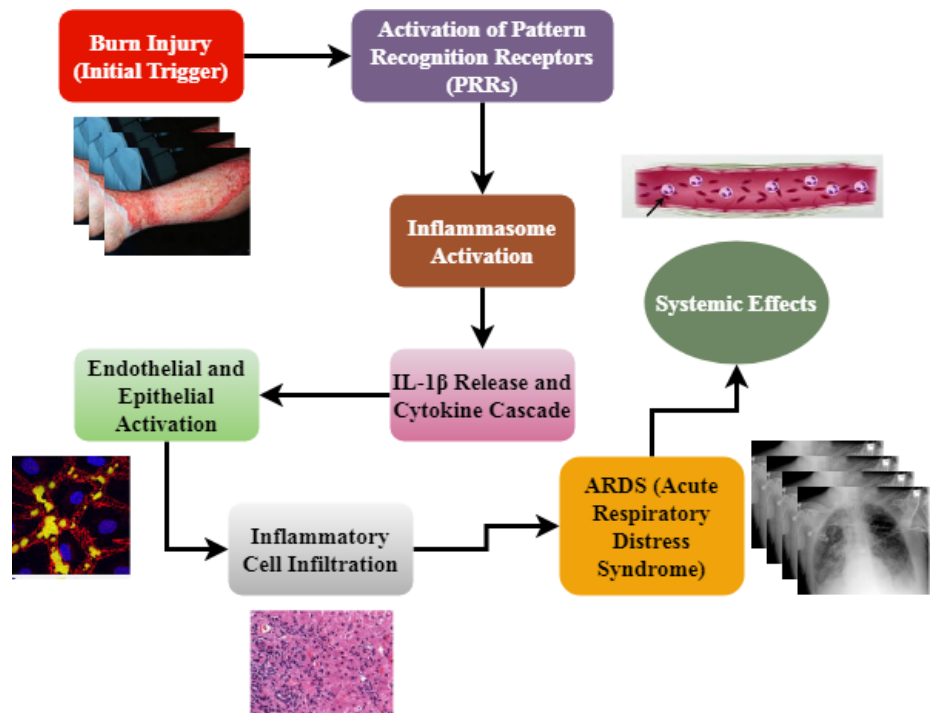 Burn Injury
(Initial Trigger)
Activation of Pattern
Recognition Receptors
(PRRs)
Inflammasome
Activation
Systemic Effects
IL-1β Release and
Cytokine Cascade
Endothelial and
Epithelial
Activation
Inflammatory
Cell Infiltration
ARDS (Acute
Respiratory
Distress
Syndrome)